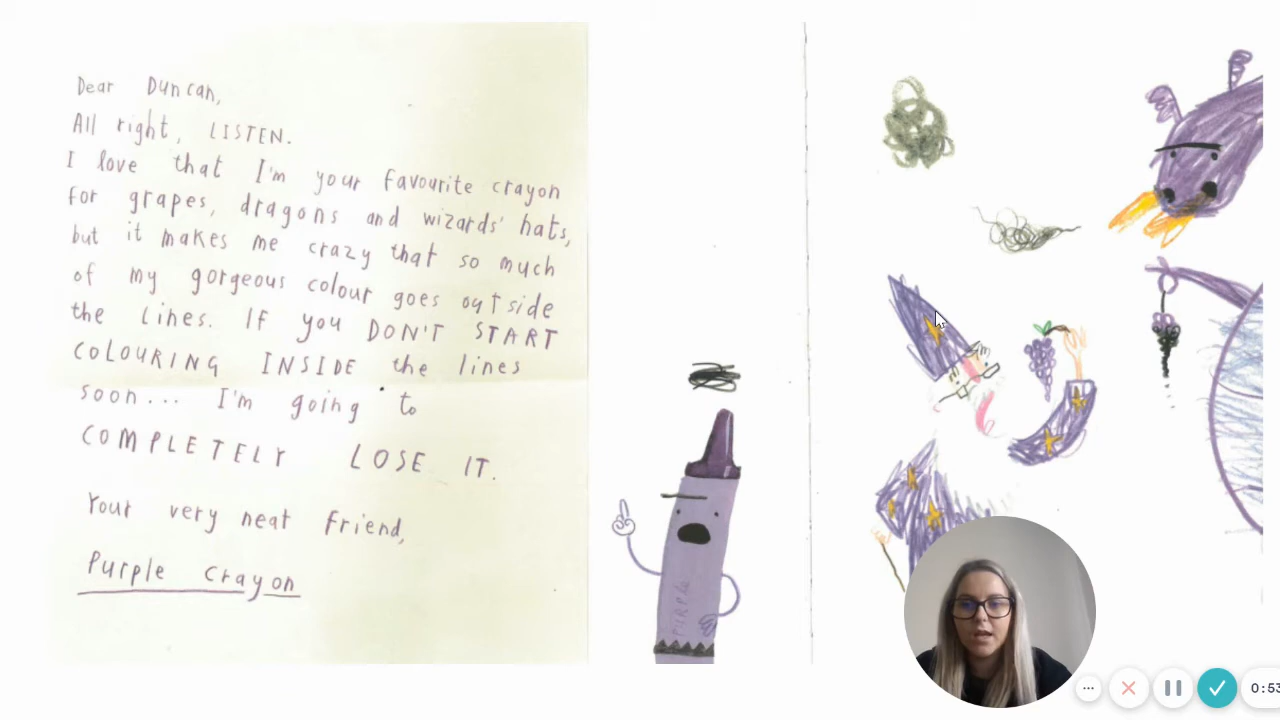 Dear Duncan,
All right, LISTEN.
I love that I'm your favourite crayon
for grapes, dragons and wizards' hats,
but it makes me crazy that so much
of my gorgeous colour goes outside
the lines. IF you DON'T START
COLOURING INSIDE the lines
soon... I'm going to
COMPLETELY LOSE IT.
Your very neat friend,
Purple Crayon
PURPLE
0:53